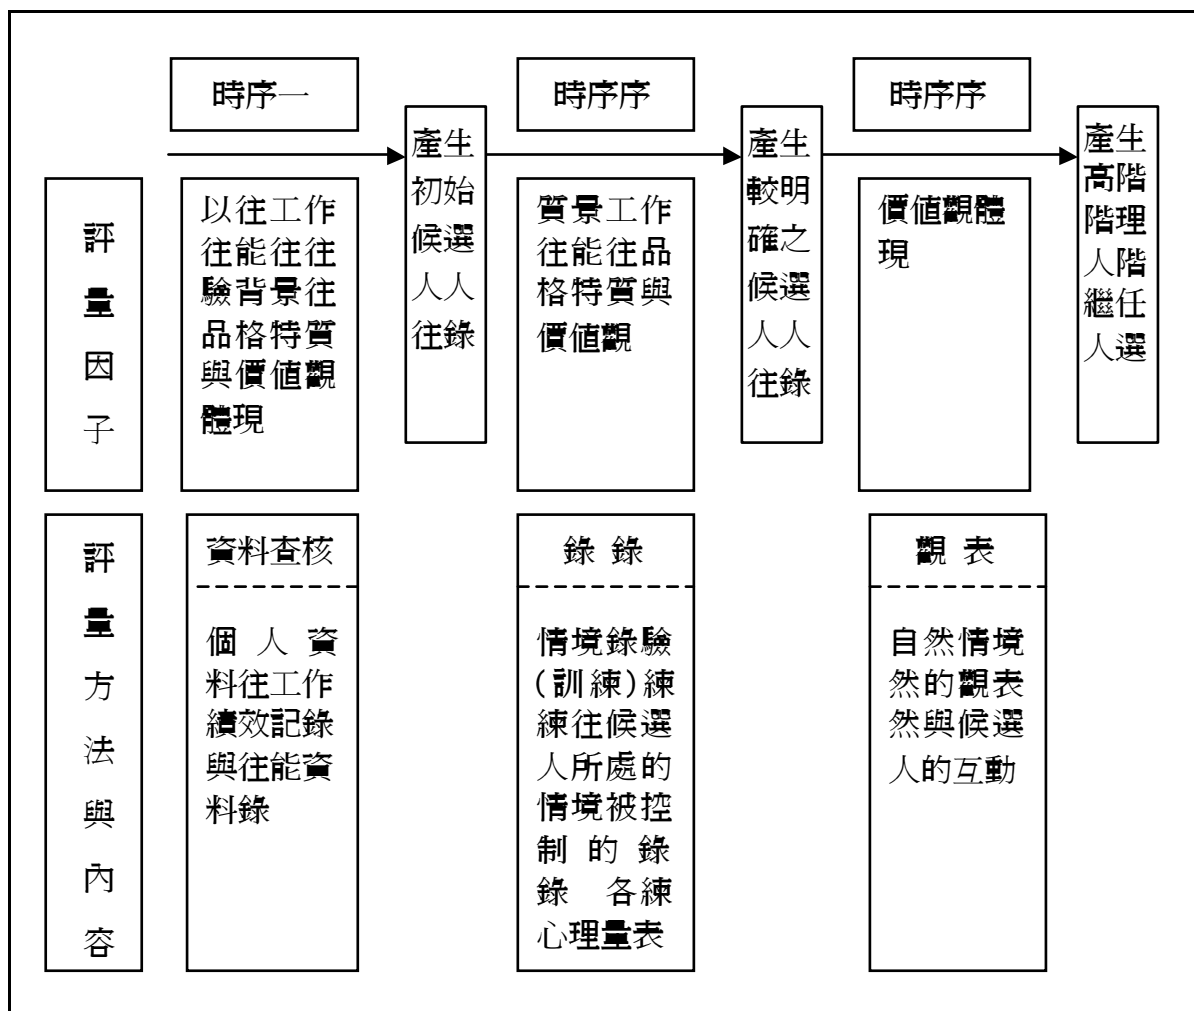 時序一
時序序
時序序
產生
初始
候選
人人
往錄
產生
較明
確之
候選
人人
往錄
產生
高階
階理
人階
繼任
人選
評
量
因
子
以往工作
往能往往
驗背景往
品格特質
與價值觀
體現
質景工作
往能往品
格特質與
價值觀
價值觀體
現
評
量
方
法
與
內
容
資料查核
個人資
料往工作
績效記錄
與往能資
料錄
錄錄
情境錄驗
(訓練)練
練往候選
人所處的
情境被控
制的錄
錄 各練
心理量表
觀表
自然情境
然的觀表
然與候選
人的互動